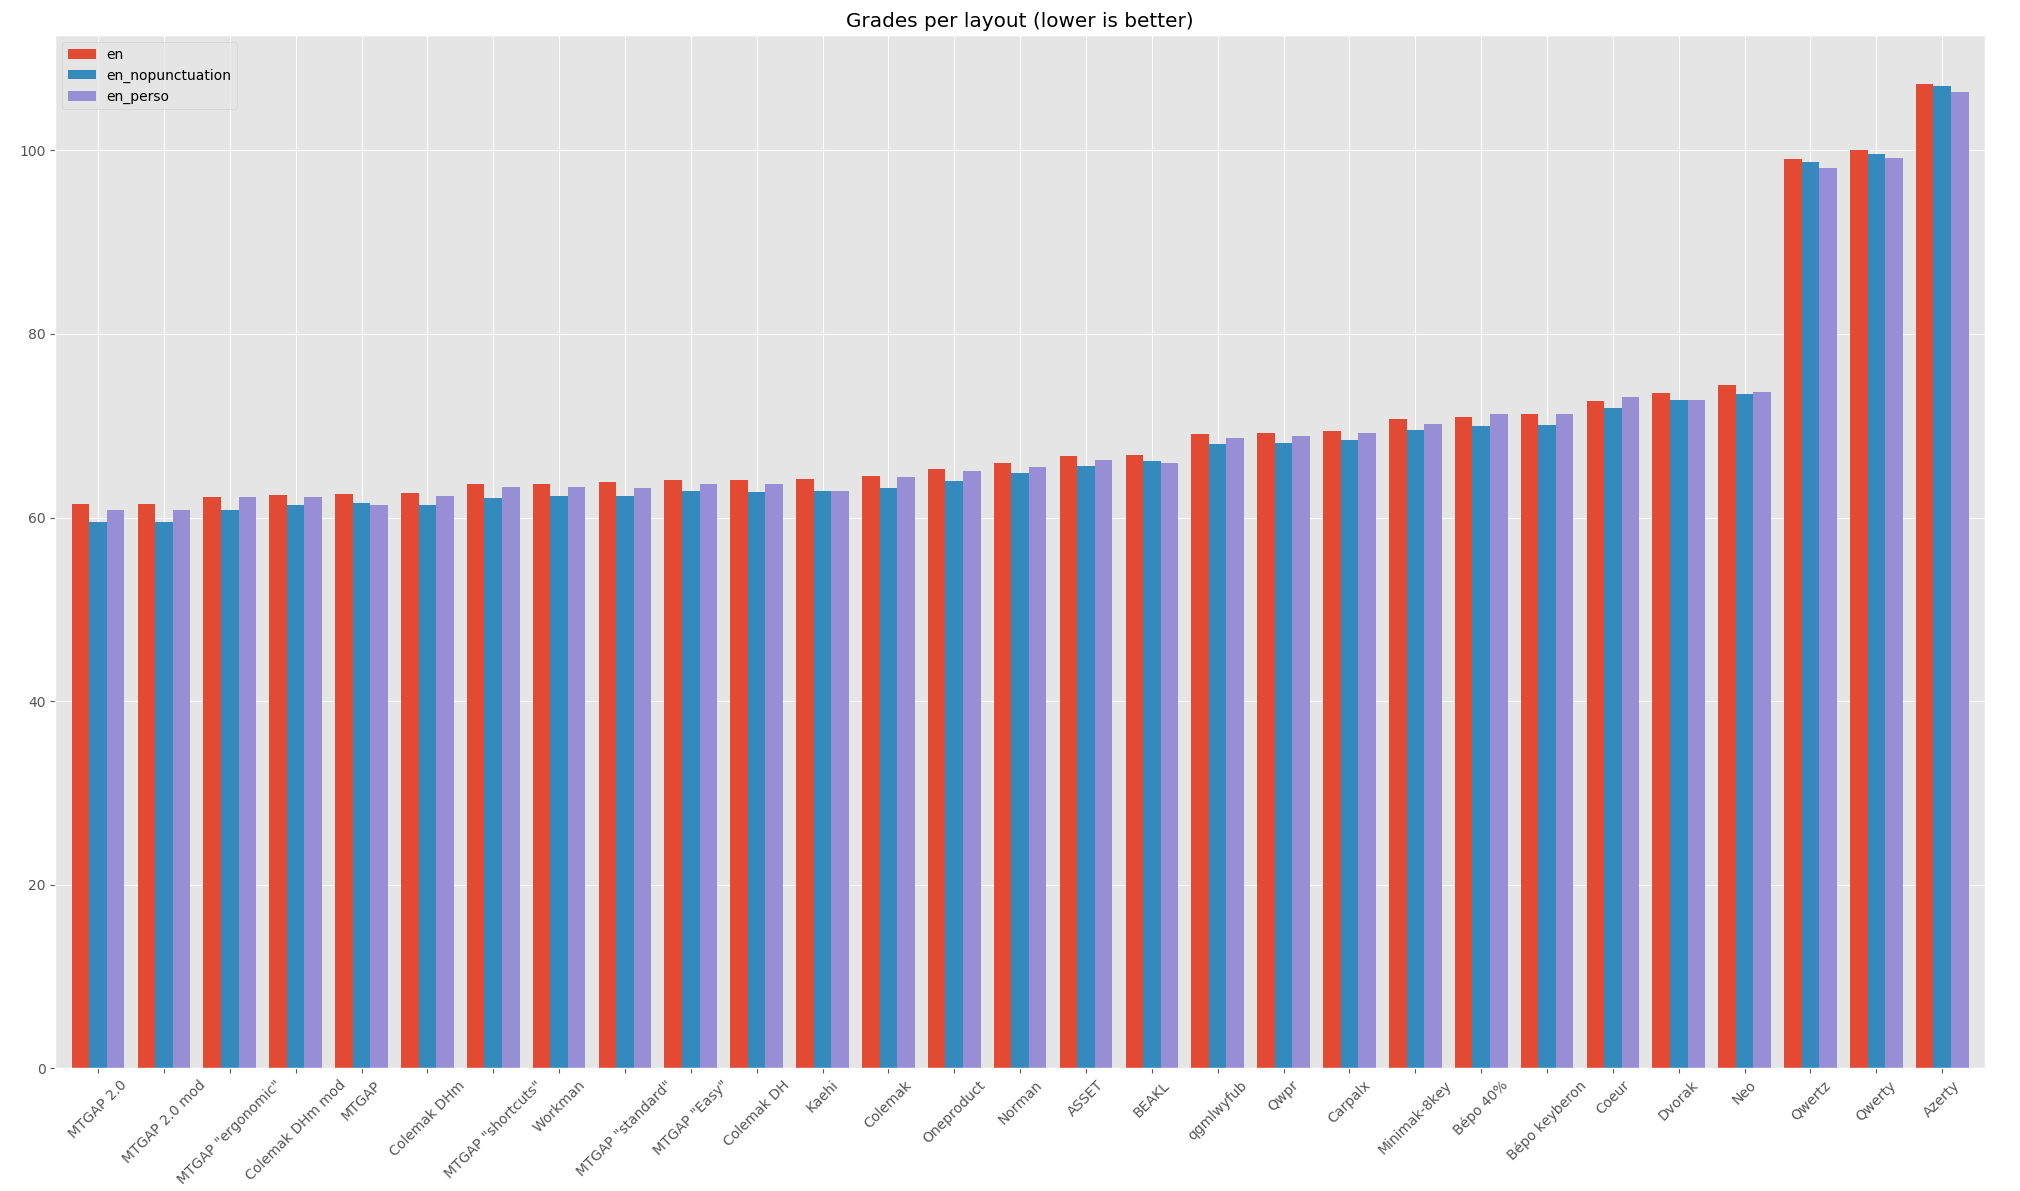 Grades per layout (lower is better)
en
en_nopunctuation
en_perso
100
80
60
40
20
0
MTGAP 2.0
MTGAP 2.0 mod
MTGAP "ergonomic"
Colemak DHm mod
MTGAP
Colemak DHm
MTGAP "shortcuts"
Workman
MTGAP "standard"
MTGAP "Easy"
Colemak DH
Kaehi
Colemak
Oneproduct
Norman
ASSET
BEAKL
qgmlwyfub
Qwpr
Carpalx
Minimak-8key
Bépo 40%
Bépo keyberon
Coeur
Dvorak
Neo
Qwertz
Qwerty
Azerty